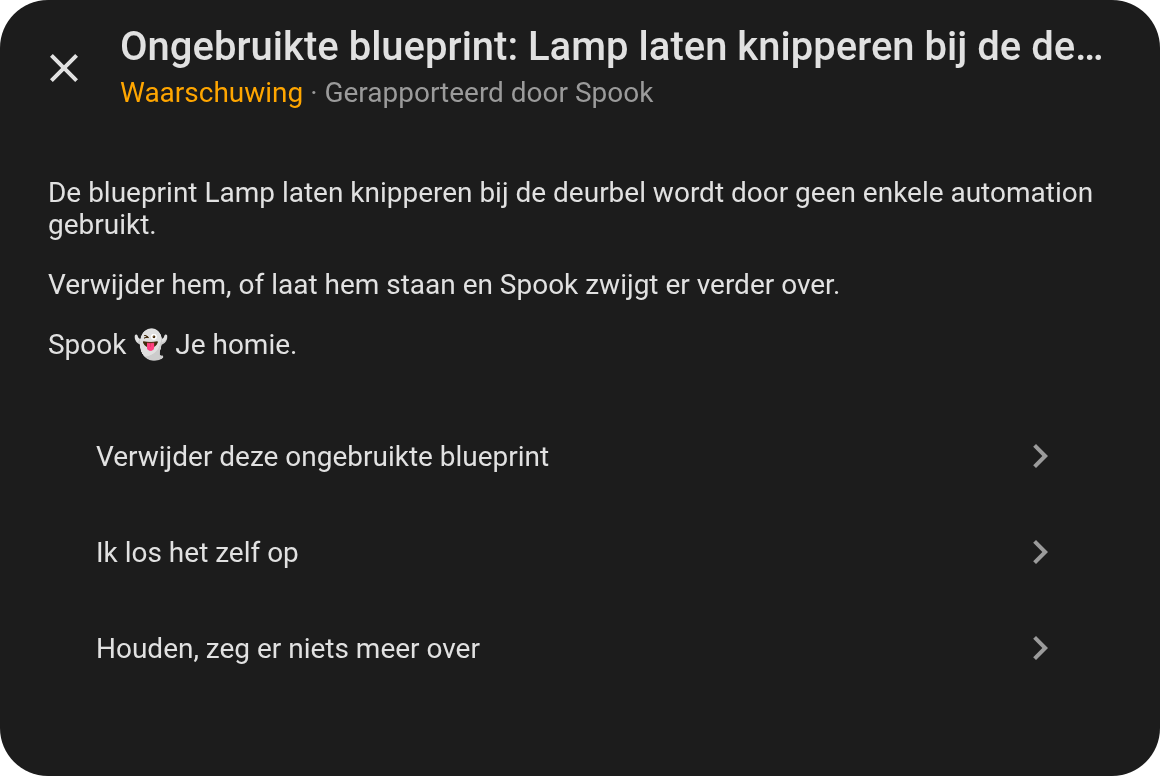 Ongebruikte blueprint: Lamp laten knipperen bij de de…
Waarschuwing · Gerapporteerd door Spook
De blueprint Lamp laten knipperen bij de deurbel wordt door geen enkele automation
gebruikt.
Verwijder hem, of laat hem staan en Spook zwijgt er verder over.
Spook 👻 Je homie.
Verwijder deze ongebruikte blueprint
Ik los het zelf op
Houden, zeg er niets meer over